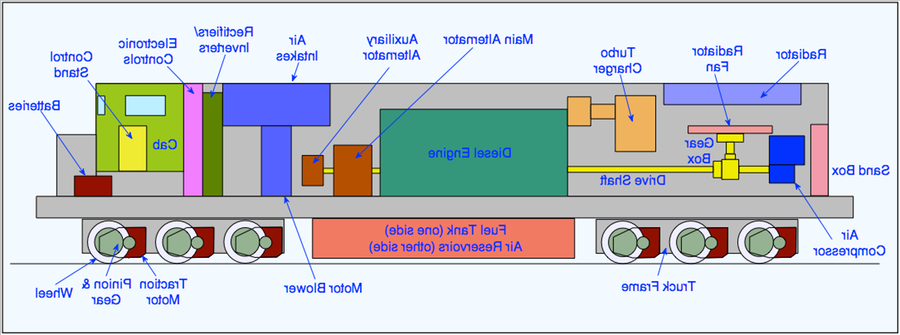 Control
Stand
Electronic
Controls
Rectifiers/
Inverters
Air
Intakes
Auxiliary
Alternator
Main Alternator
Turbo
Charger
Radiator
Fan
Radiator
Batteries
Cab
Diesel Engine
Gear
Box
Drive Shaft
Sand Box
Fuel Tank (one side)
Air Reservoirs (other side)
Air
Compressor
Wheel
Pinion &
Gear
Traction
Motor
Motor Blower
Truck Frame